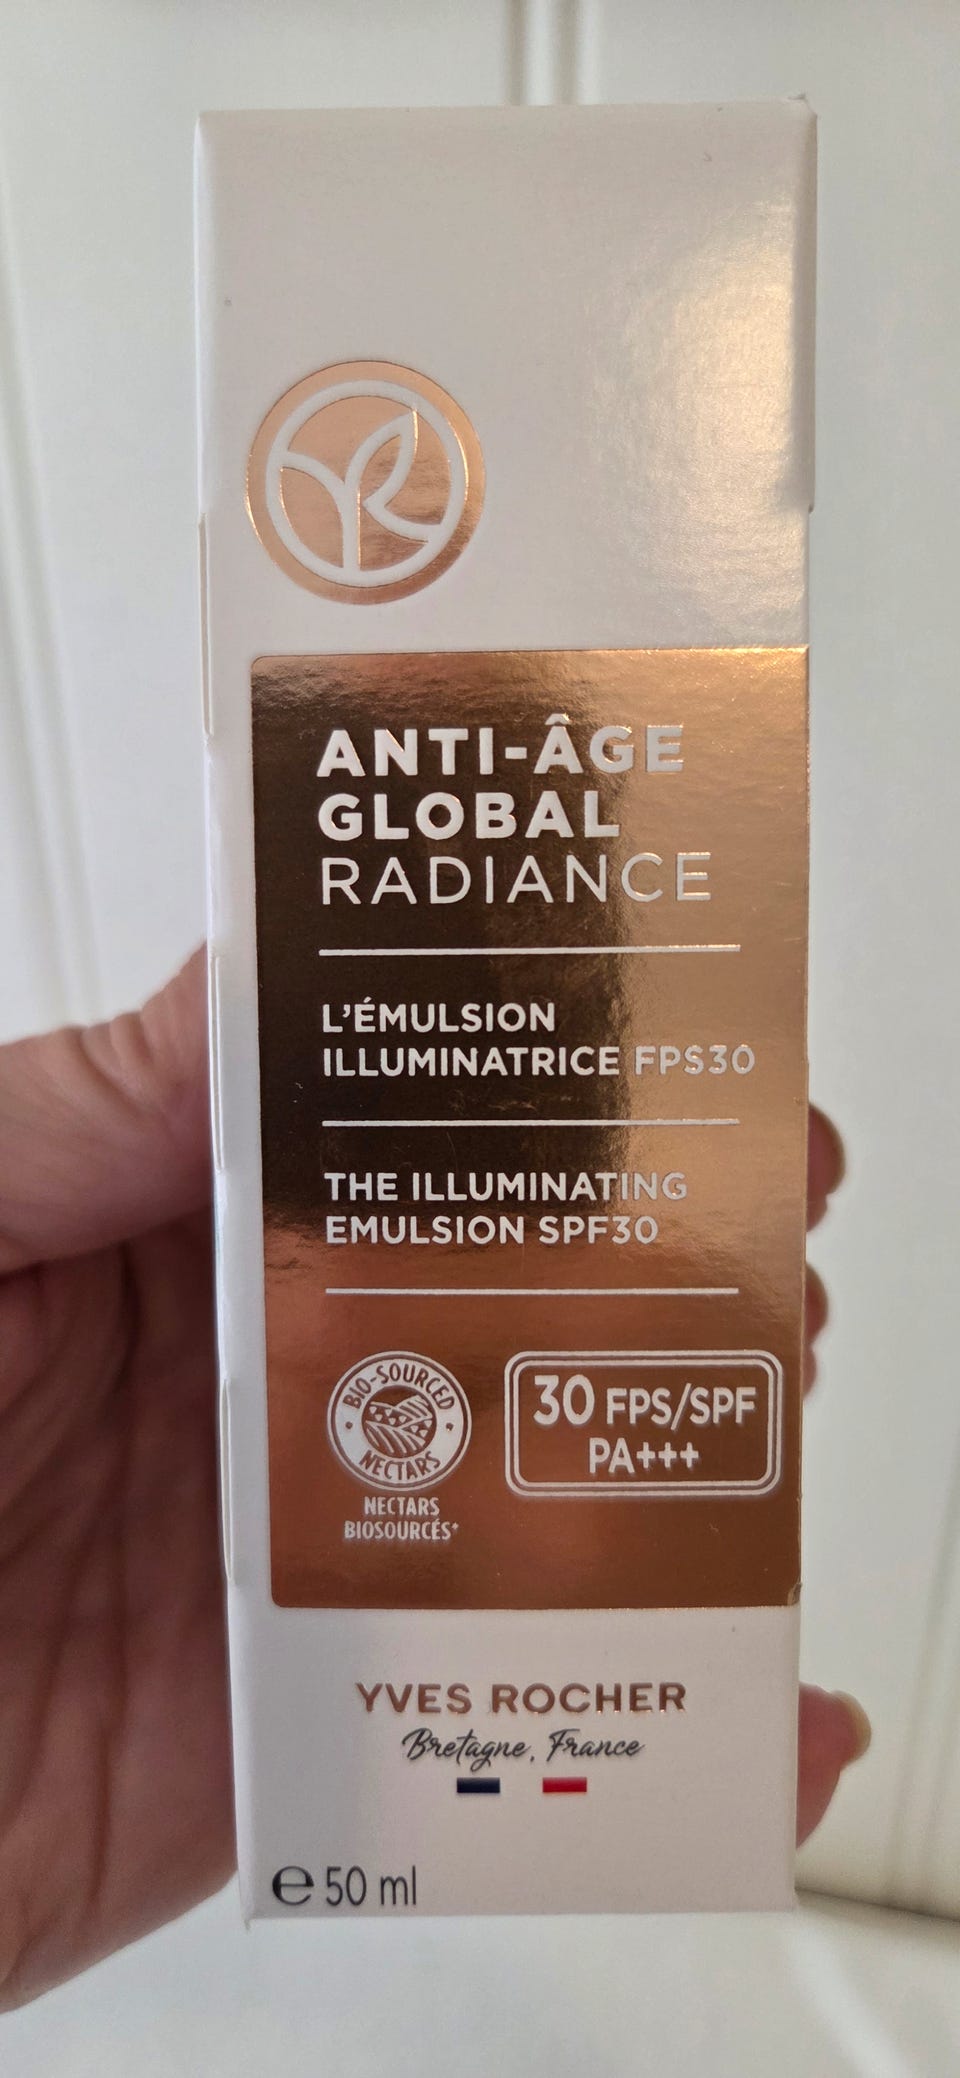 ANTI-ÂGE
GLOBAL
RADIANCE
L'ÉMULSION
ILLUMINATRICE FPS30
THE ILLUMINATING
EMULSION SPF30
BIO-SOURCED
NECTARS
NECTARS
BIOSOURCÉS*
30 FPS/SPF
PA+++
YVES ROCHER
Bretagne, France
e 50 ml